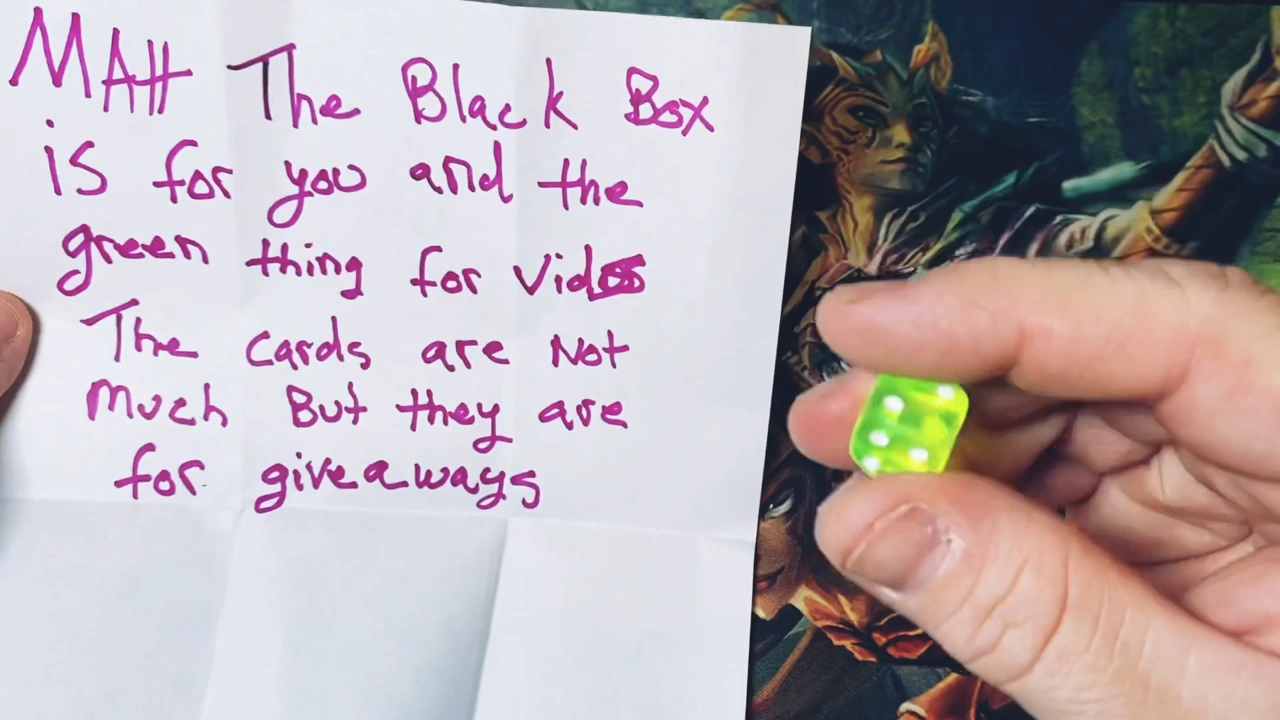 MAtt The Black Box
is for you and the
green thing for vids
The cards are Not
Much But they are
for giveaways